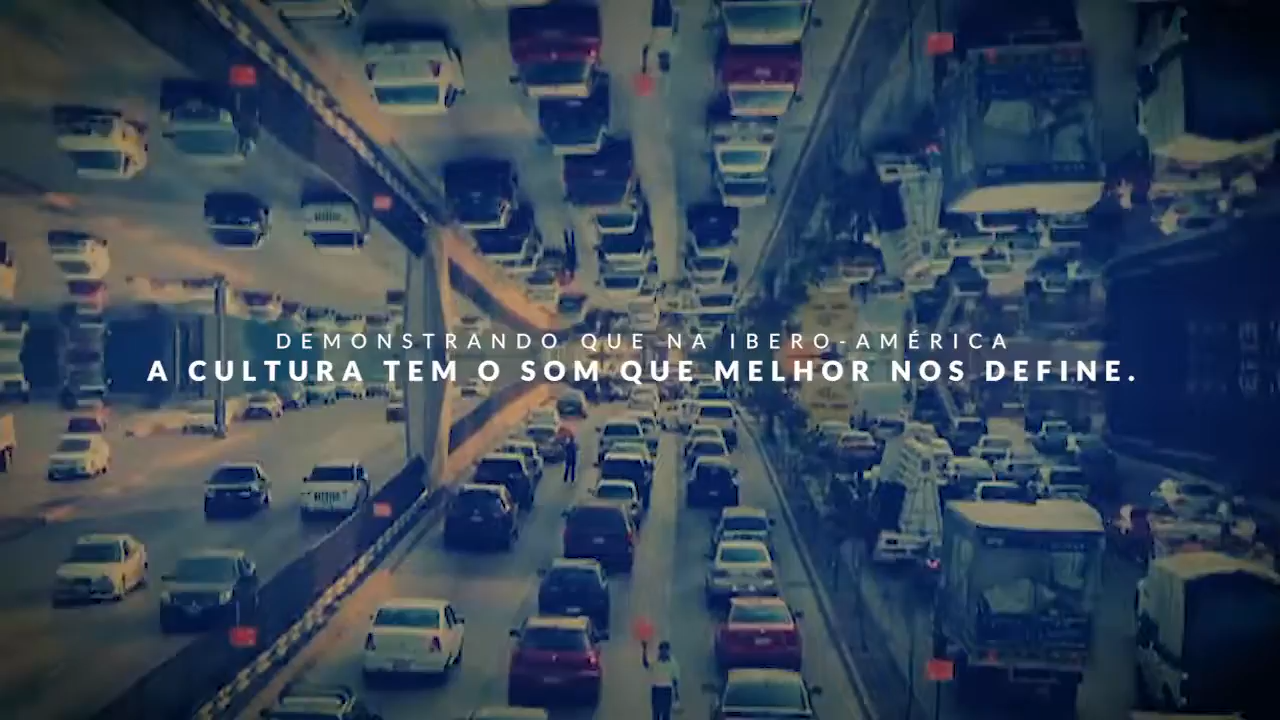 DEMONSTRANDO QUE NA IBERO-AMÉRICA
A CULTURA TEM O SOM QUE MELHOR NOS DEFINE.